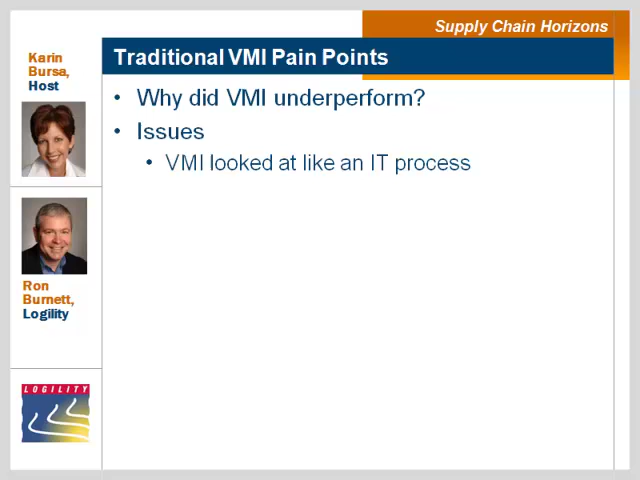 Supply Chain Horizons
Traditional VMI Pain Points
Karin
Bursa,
Host
• Why did VMI underperform?
• Issues
• VMI looked at like an IT process
Ron
Burnett,
Logility
LOGILITY